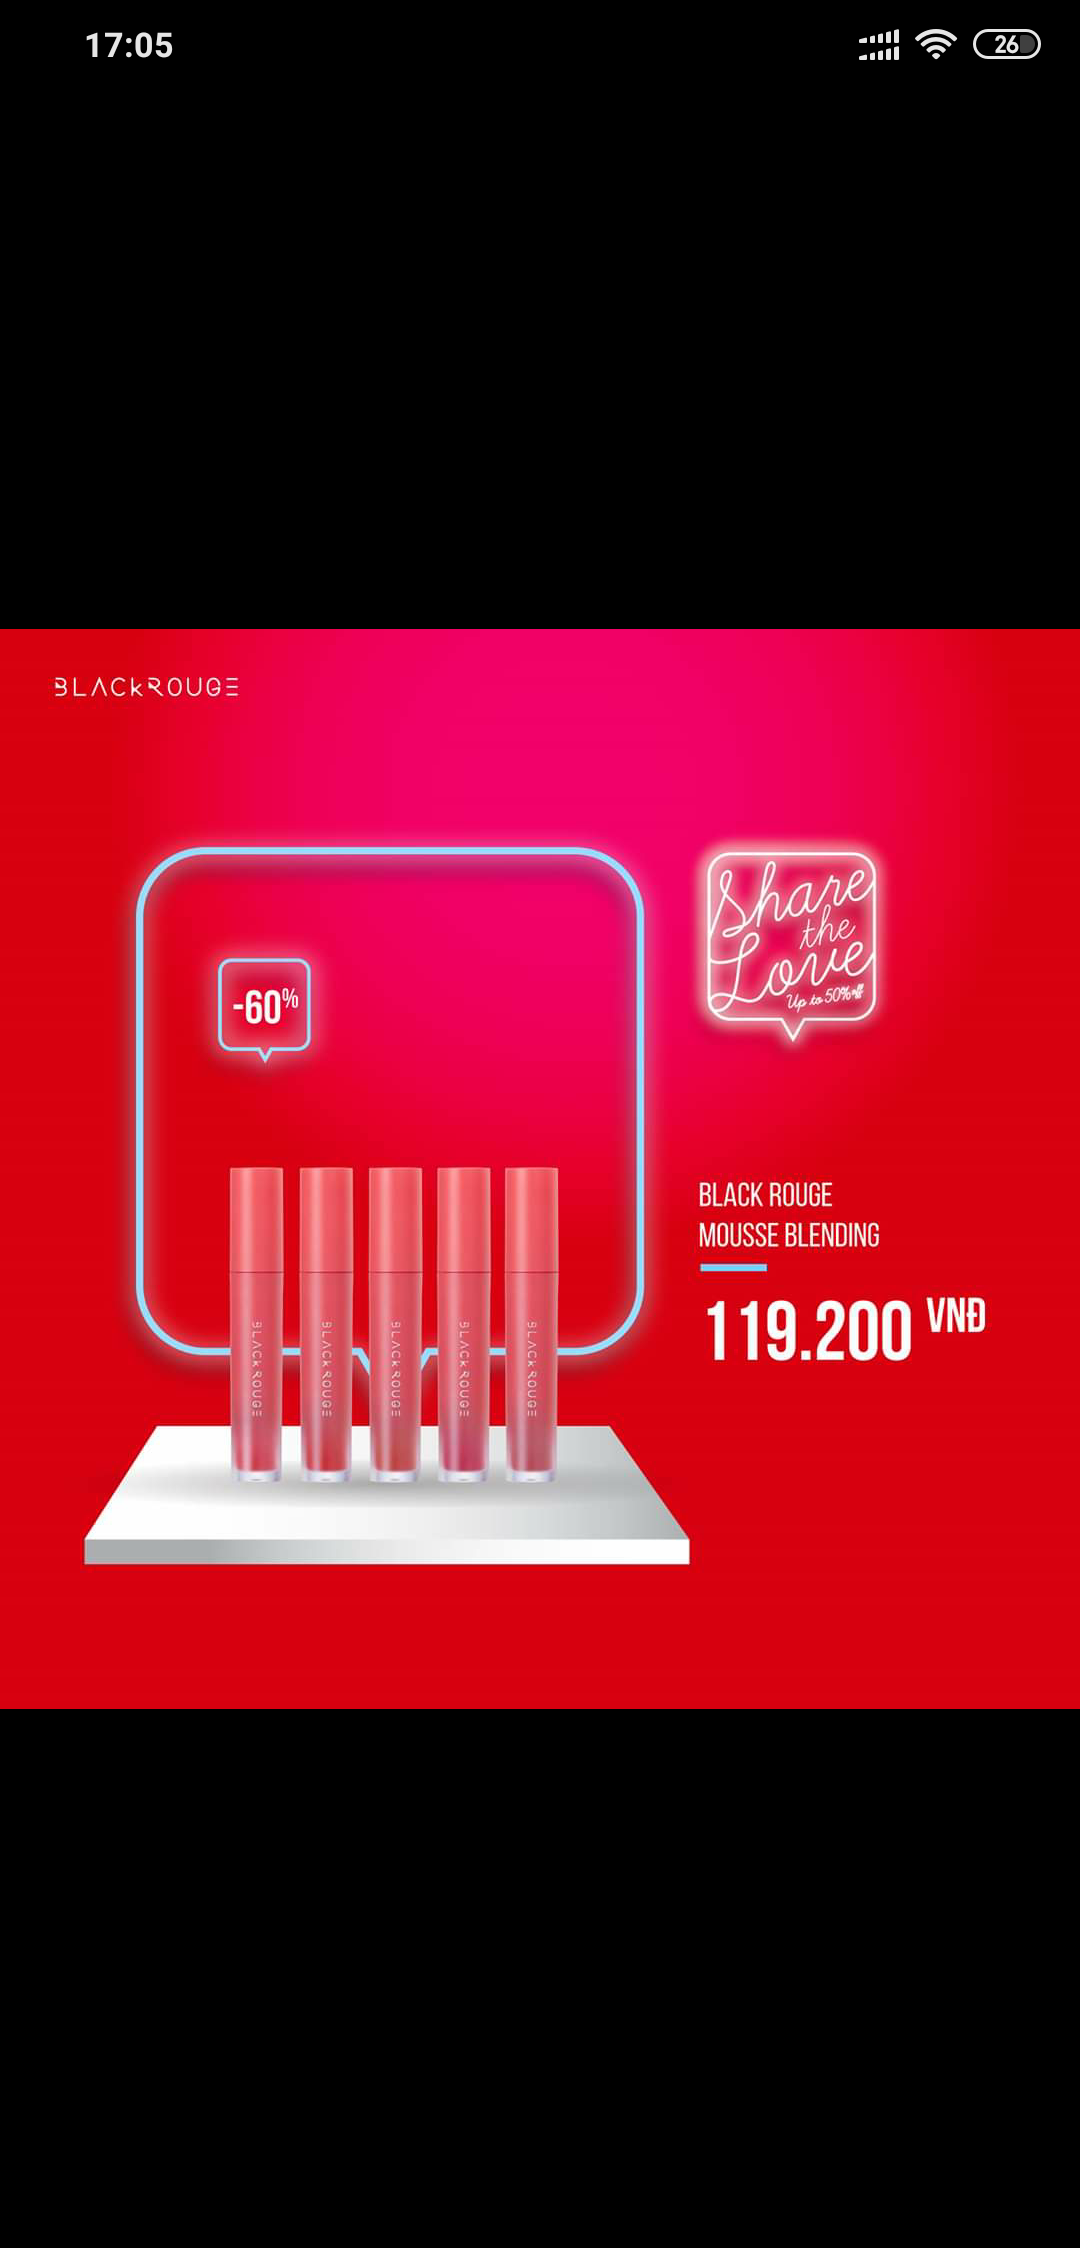 17:05
26
BLACKROUGE
-60%
Share
the
Love
Up to 50% off
BLACK ROUGE
MOUSSE BLENDING
119.200 VNĐ
BLACKROUGE
BLACKROUGE
BLACKROUGE
BLACKROUGE
BLACKROUGE